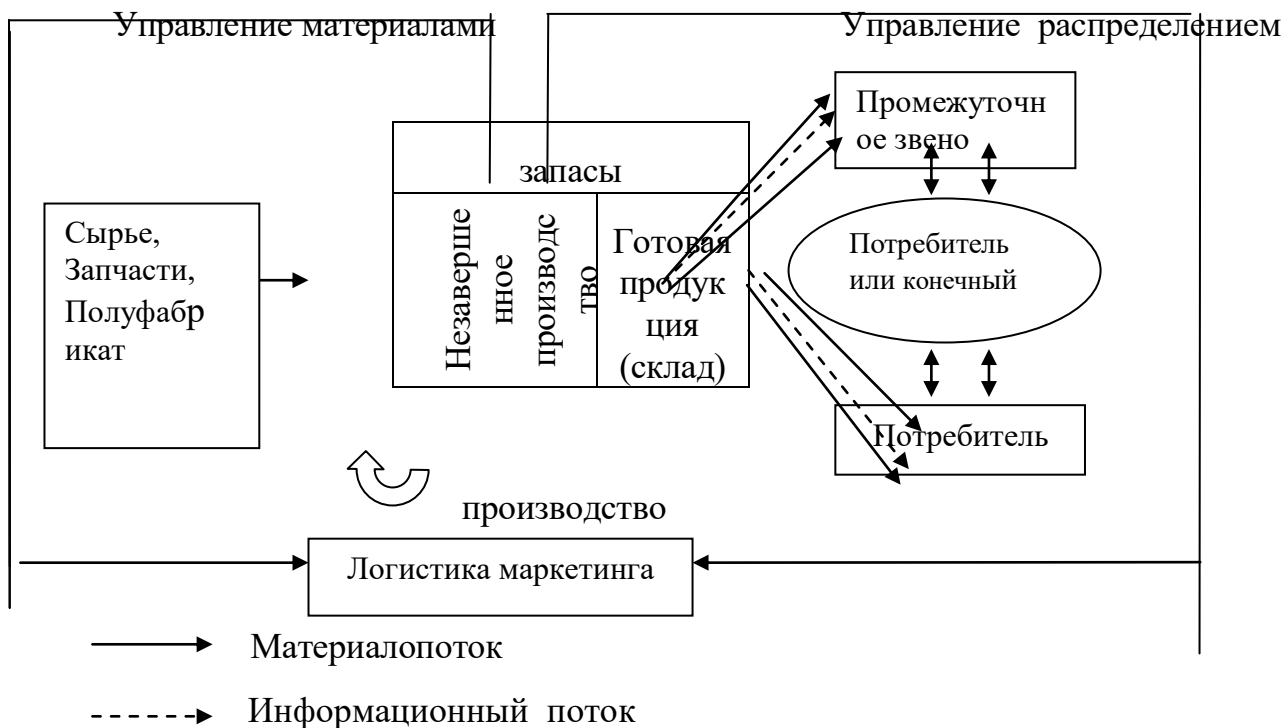 Управление материалами
Управление распределением
Промежуточн
ое звено
запасы
Сырье,
Запчасти,
Полуфабр
икат
Незаверше
нное
производс
тво
Готовая
продук
ция
(склад)
Потребитель
или конечный
Потребитель
производство
Логистика маркетинга
Материалопоток
Информационный поток